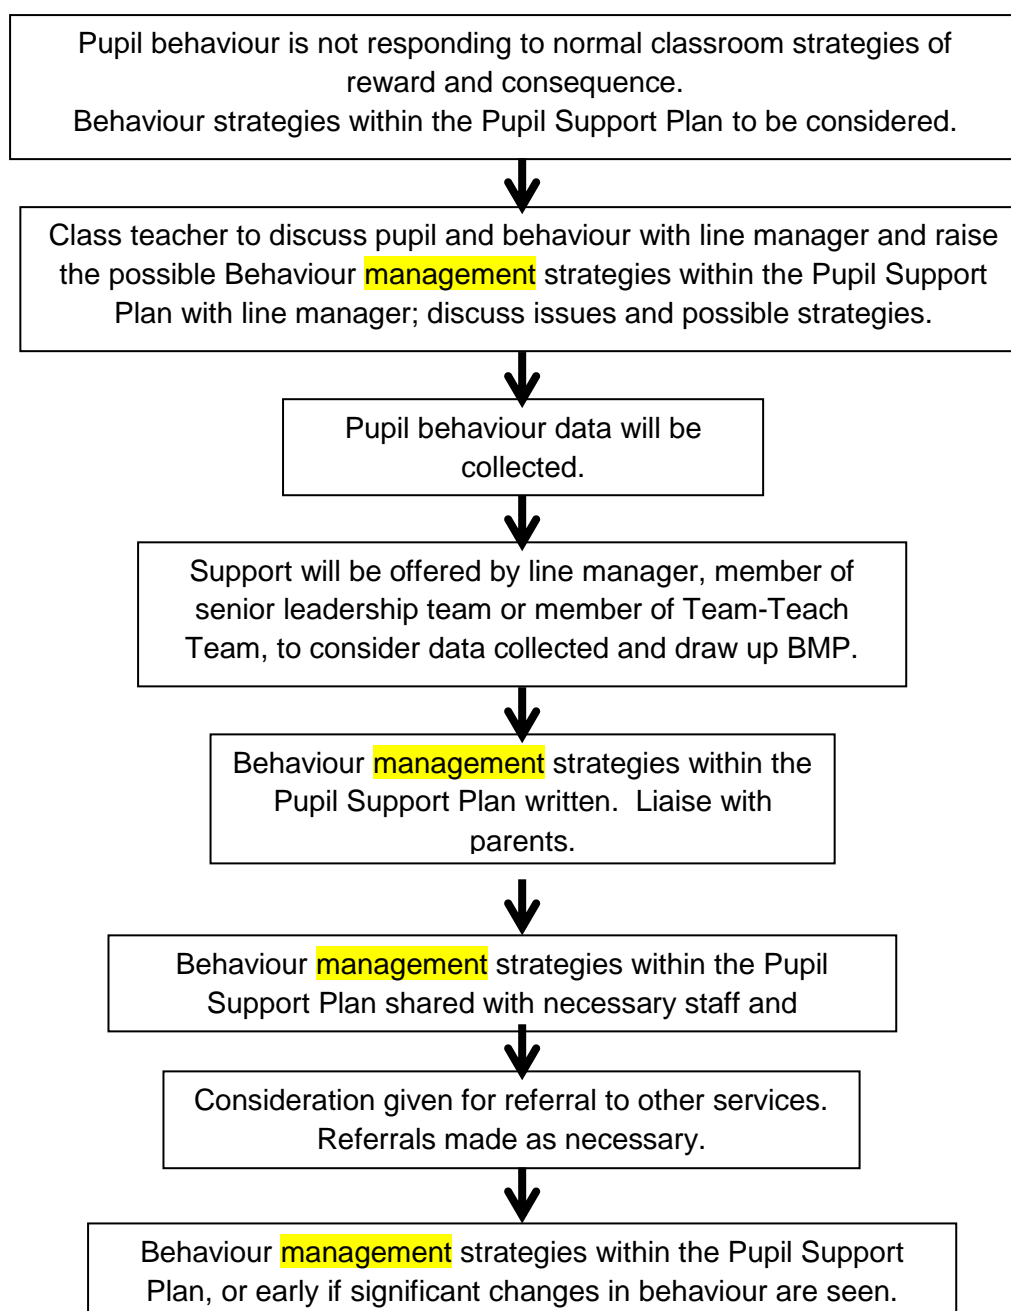 Pupil behaviour is not responding to normal classroom strategies of
reward and consequence.
Behaviour strategies within the Pupil Support Plan to be considered.
Class teacher to discuss pupil and behaviour with line manager and raise
the possible Behaviour management strategies within the Pupil Support
Plan with line manager; discuss issues and possible strategies.
Pupil behaviour data will be
collected.
Support will be offered by line manager, member of
senior leadership team or member of Team-Teach
Team, to consider data collected and draw up BMP.
Behaviour management strategies within the
Pupil Support Plan written.  Liaise with
parents.
Behaviour management strategies within the Pupil
Support Plan shared with necessary staff and
Consideration given for referral to other services.
Referrals made as necessary.
Behaviour management strategies within the Pupil Support
Plan, or early if significant changes in behaviour are seen.